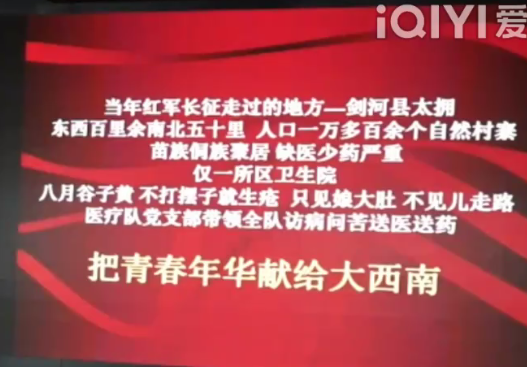 iQIYI 爱
当年红军长征走过的地方—剑河县太拥
东西百里余南北五十里 人口一万多百余个自然村寨
苗族侗族聚居 缺医少药严重
仅一所区卫生院
八月谷子黄 不打摆子就生疮 只见娘大肚 不见儿走路
医疗队党支部带领全队访病问苦送医送药
把青春年华献给大西南